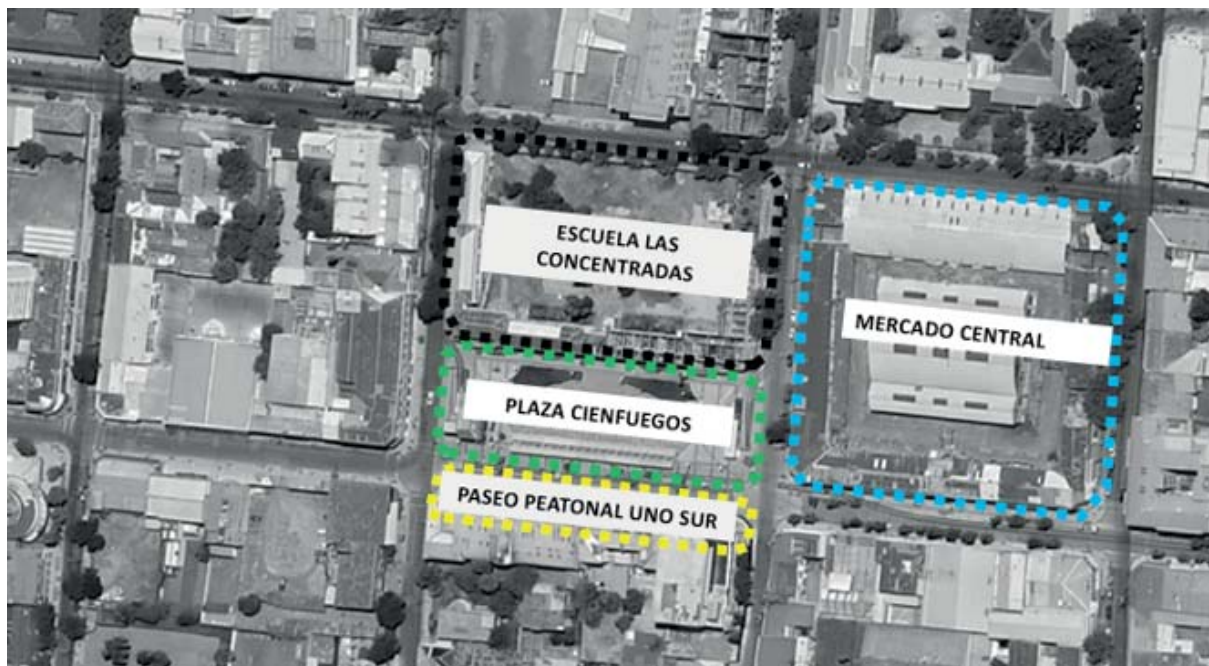 ESCUELA LAS
CONCENTRADAS
MERCADO CENTRAL
PLAZA CIENFUEGOS
PASEO PEATONAL UNO SUR